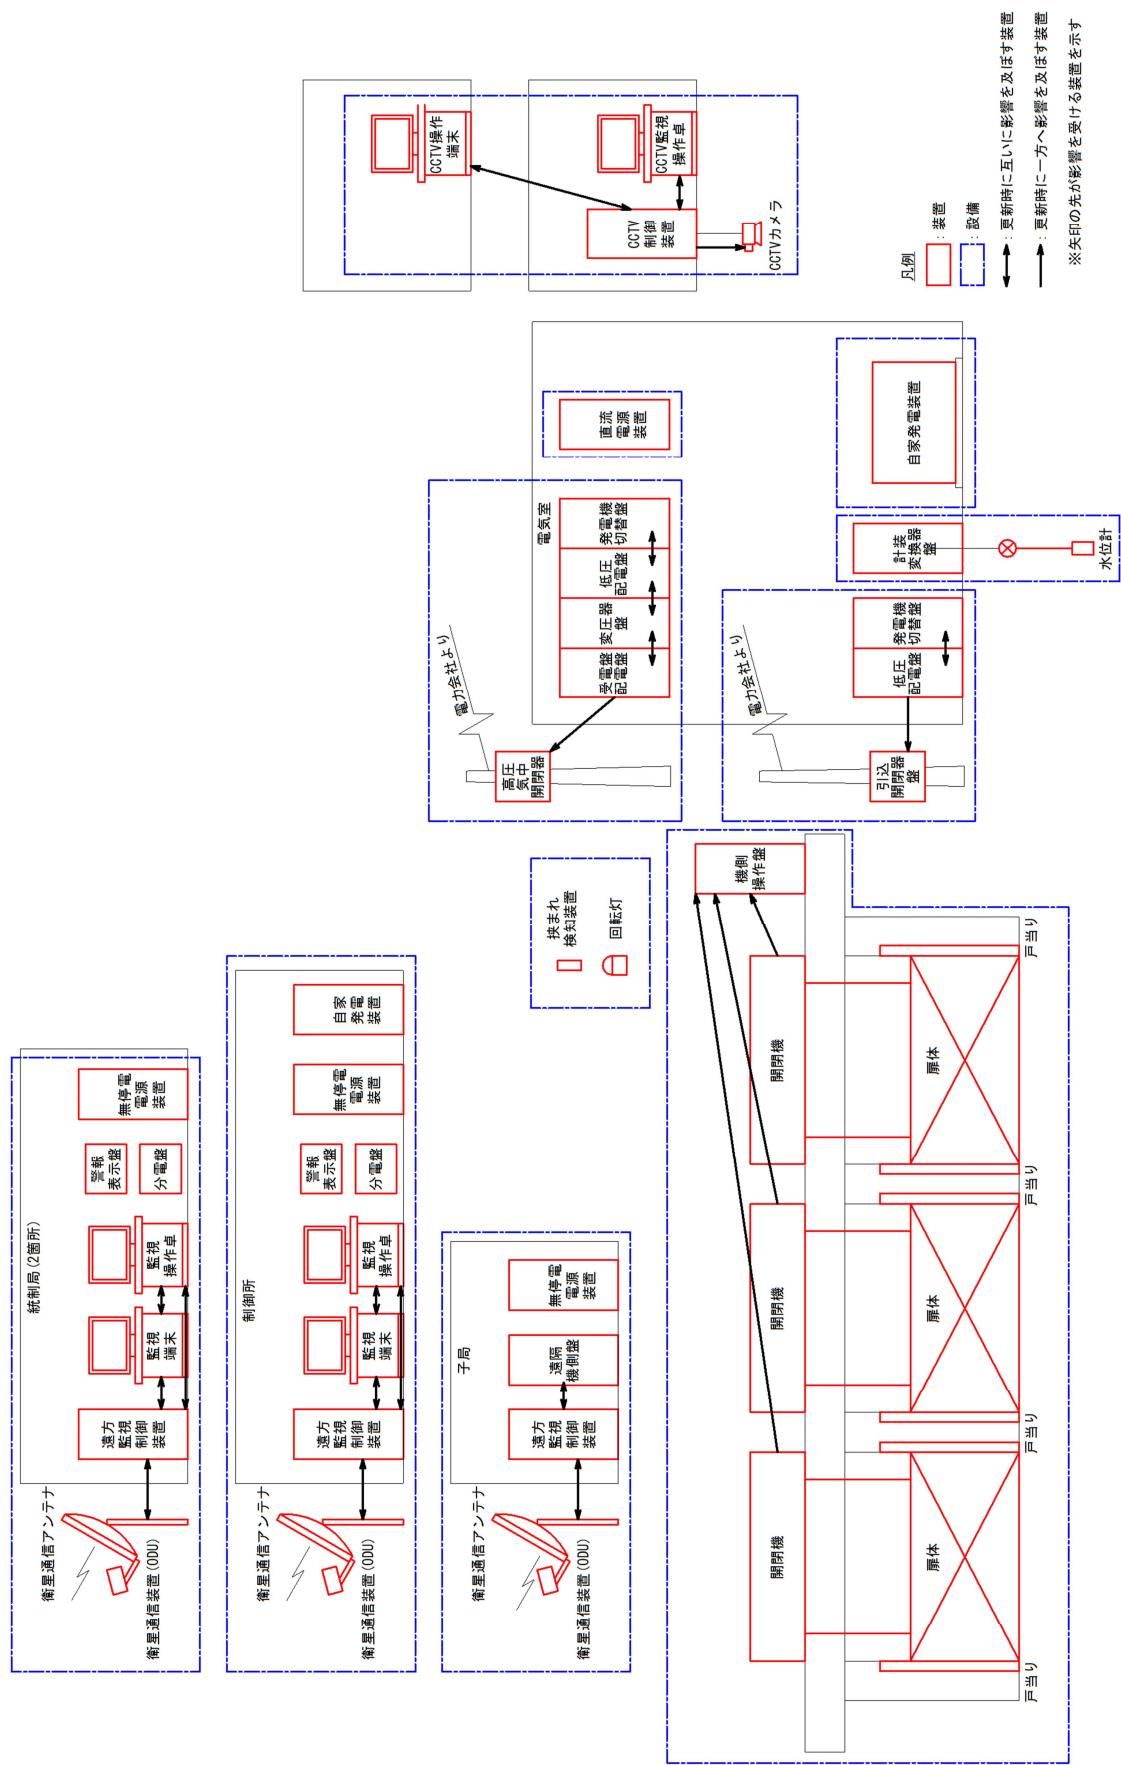 統制局(2箇所)
衛星通信アンテナ
衛星通信装置(ODU)
遠方
監視
制御
装置
監視
端末
監視
操作卓
警報
表示盤
分電盤
無停電
電源
装置
制御所
衛星通信アンテナ
衛星通信装置(ODU)
遠方
監視
制御
装置
監視
端末
監視
操作卓
警報
表示盤
分電盤
無停電
電源
装置
自家
発電
装置
子局
衛星通信アンテナ
衛星通信装置(ODU)
遠方
監視
制御
装置
遠隔
機側盤
無停電
電源
装置
挟まれ
検知装置
回転灯
開閉機
開閉機
開閉機
機側
操作盤
扉体
扉体
扉体
戸当り
戸当り
戸当り
戸当り
電力会社より
高圧
気中
開閉器
電気室
受電盤
配電盤
変圧器
盤
低圧
配電盤
発電機
切替盤
直流
電源
装置
電力会社より
引込
開閉器
盤
低圧
配電盤
発電機
切替盤
計装
変換器
盤
水位計
自家発電装置
CCTV操作
端末
CCTV
制御
装置
CCTV監視
操作卓
CCTVカメラ
凡例
:装置
:設備
:更新時に互いに影響を及ぼす装置
:更新時に一方へ影響を及ぼす装置
※矢印の先が影響を受ける装置を示す